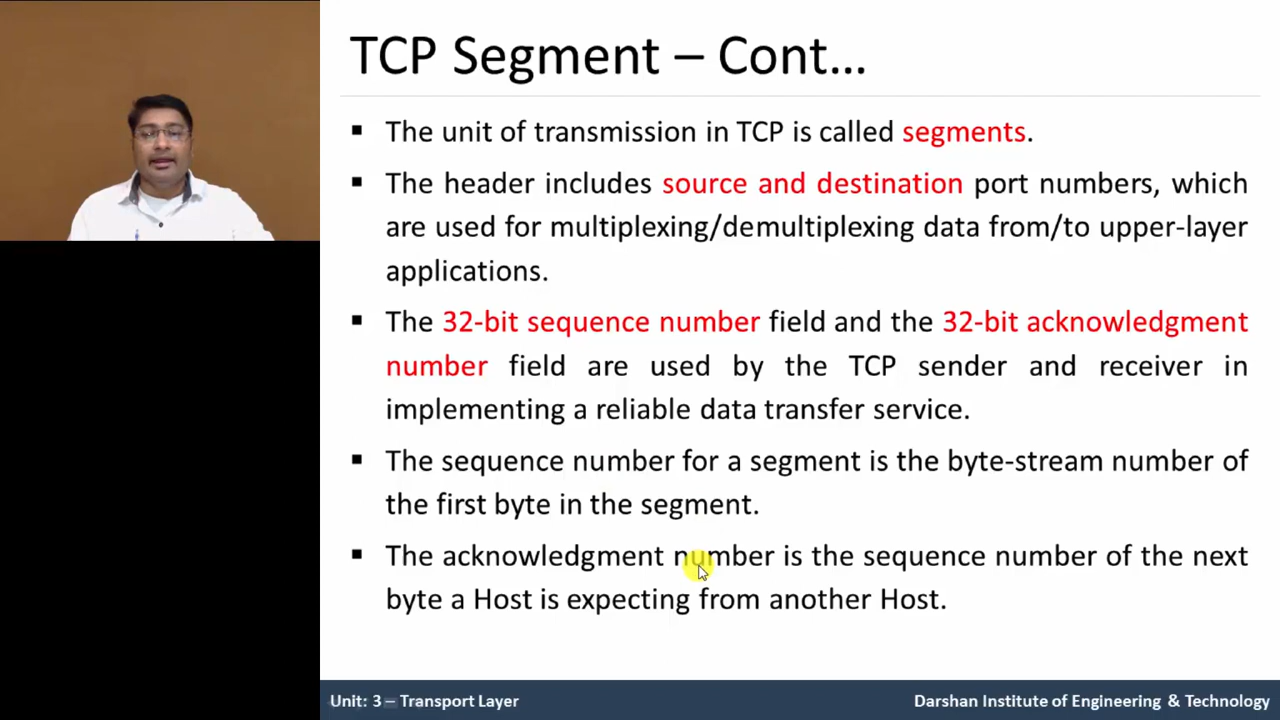 TCP Segment – Cont…
▪ The unit of transmission in TCP is called segments.
▪ The header includes source and destination port numbers, which
are used for multiplexing/demultiplexing data from/to upper-layer
applications.
▪ The 32-bit sequence number field and the 32-bit acknowledgment
number field are used by the TCP sender and receiver in
implementing a reliable data transfer service.
▪ The sequence number for a segment is the byte-stream number of
the first byte in the segment.
▪ The acknowledgment number is the sequence number of the next
byte a Host is expecting from another Host.
Unit: 3 – Transport Layer
Darshan Institute of Engineering & Technology